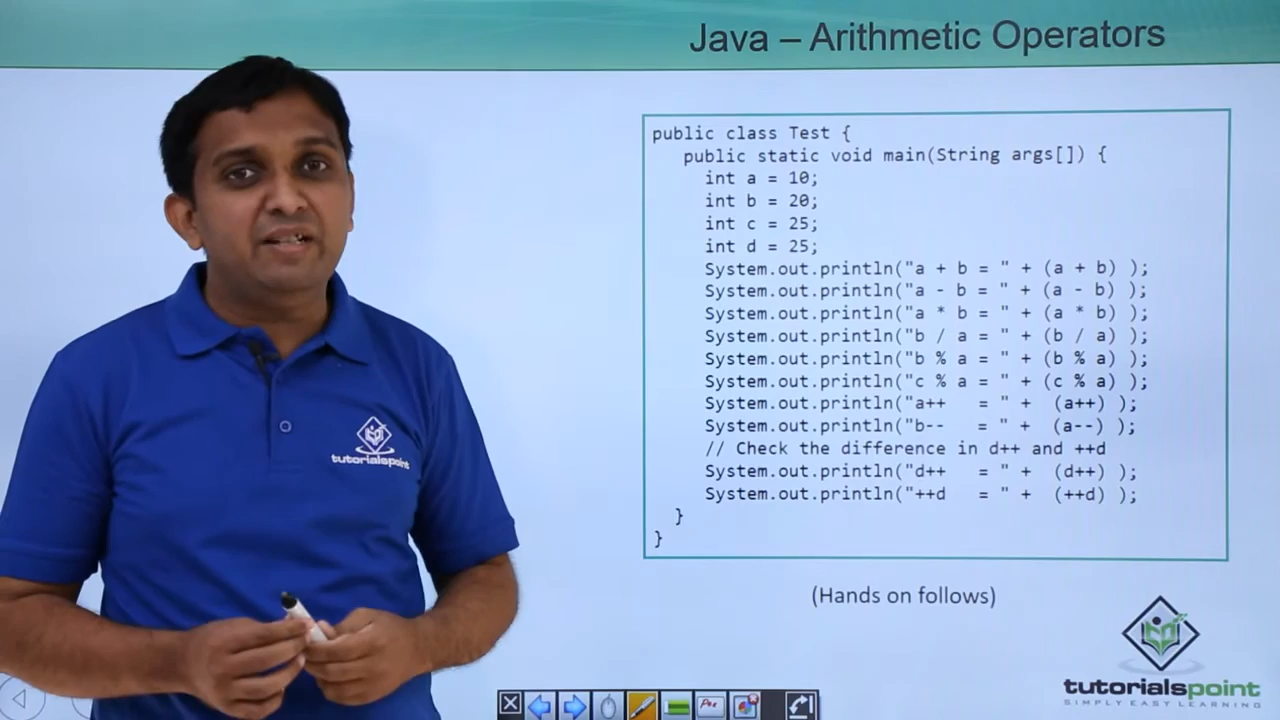 Java – Arithmetic Operators
public class Test {
public static void main(String args[]) {
int a = 10;
int b = 20;
int c = 25;
int d = 25;
System.out.println("a + b = " + (a + b) );
System.out.println("a - b = " + (a - b) );
System.out.println("a * b = " + (a * b) );
System.out.println("b / a = " + (b / a) );
System.out.println("b % a = " + (b % a) );
System.out.println("c % a = " + (c % a) );
System.out.println("a++   = " +  (a++) );
System.out.println("b--   = " +  (a--) );
// Check the difference in d++ and ++d
System.out.println("d++   = " +  (d++) );
System.out.println("++d   = " +  (++d) );
}
}
(Hands on follows)
tutorialspoint
tutorialspoint
SIMPLY EASY LEARNING